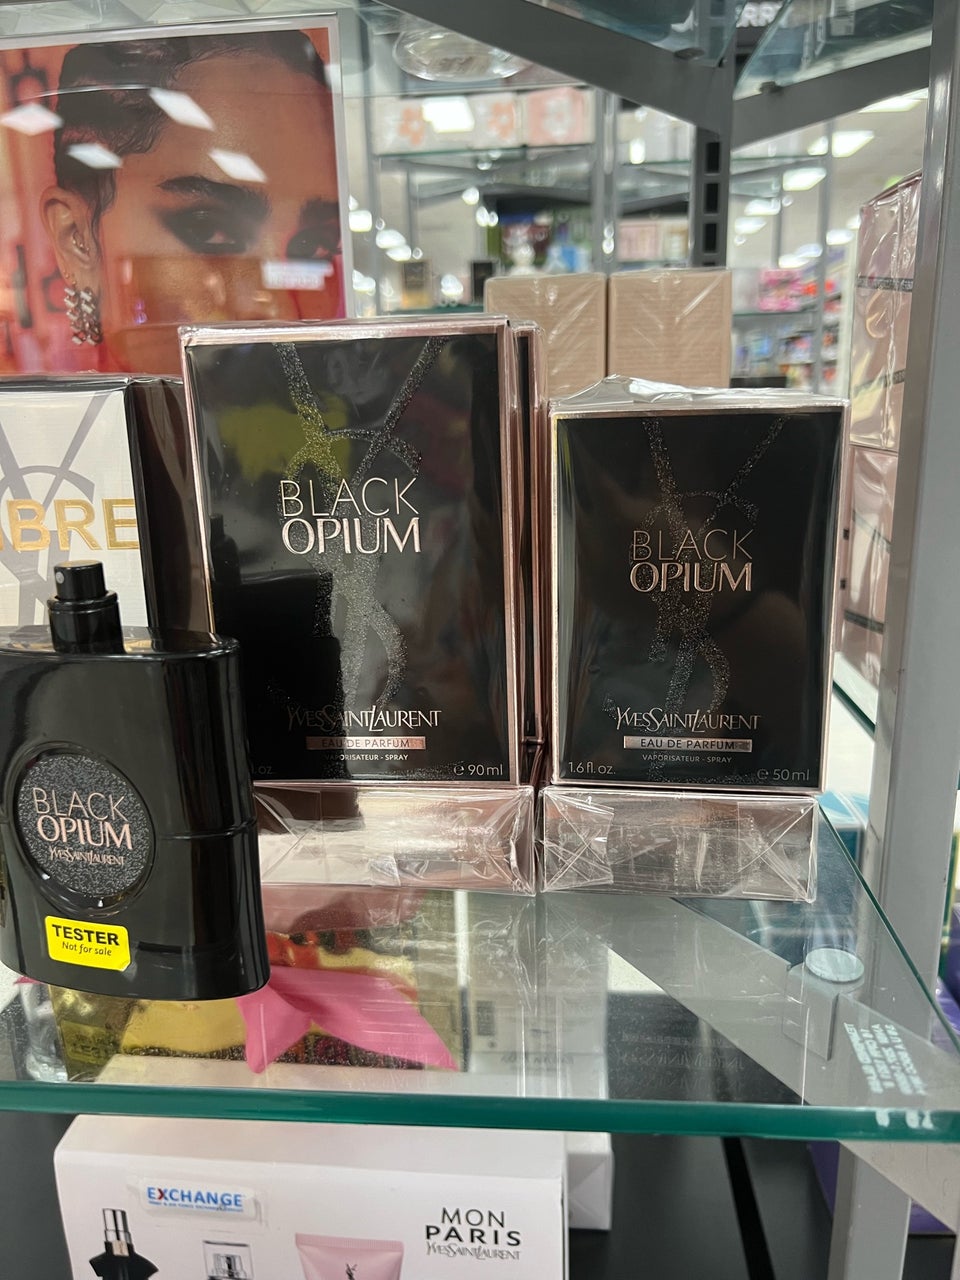 BRE
BLACK
OPIUM
YVESSAINTLAURENT
EAU DE PARFUM
VAPORISATEUR - SPRAY
oz.
℮ 90 ml
BLACK
OPIUM
YVESSAINTLAURENT
EAU DE PARFUM
VAPORISATEUR - SPRAY
1.6 fl.oz.
℮ 50 ml
BLACK
OPIUM
YVESSAINTLAURENT
TESTER
Not for sale
EXCHANGE
MON
PARIS
YVESSAINTLAURENT